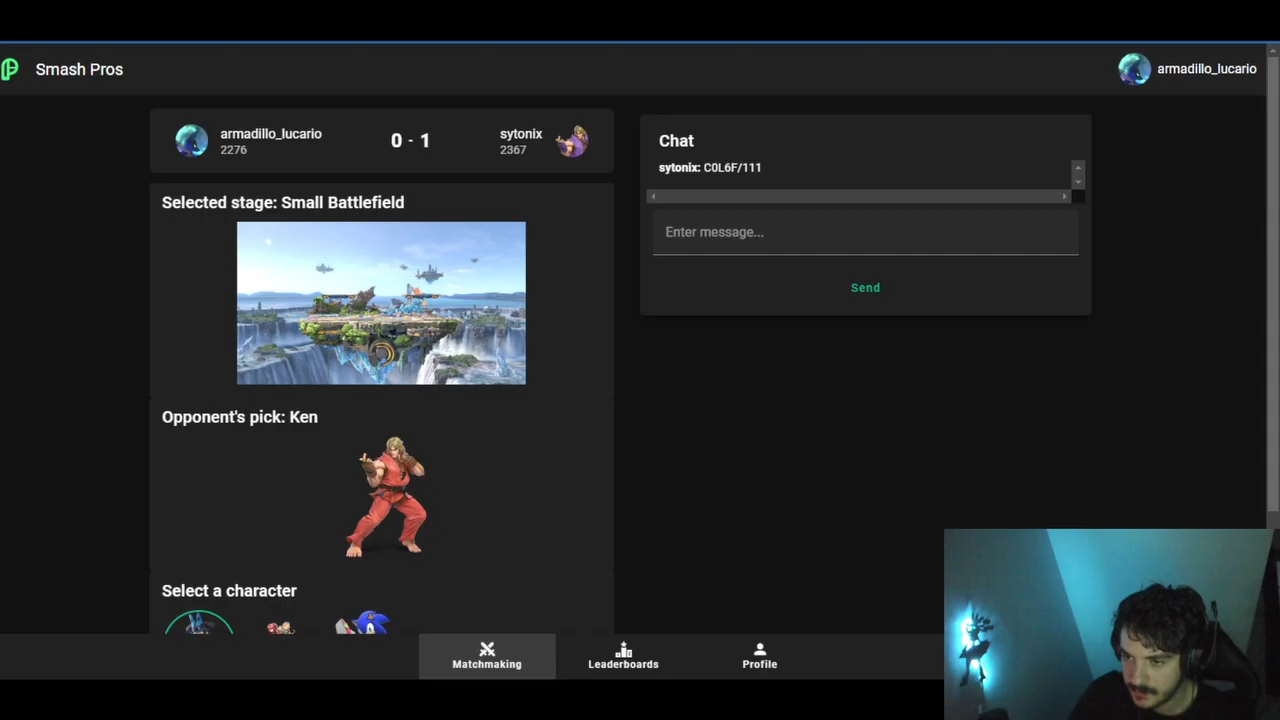 Smash Pros
armadillo_lucario
armadillo_lucario
2276
0 - 1
sytonix
2367
Selected stage: Small Battlefield
Opponent's pick: Ken
Select a character
Chat
sytonix: C0L6F/111
Enter message...
Send
Matchmaking
Leaderboards
Profile